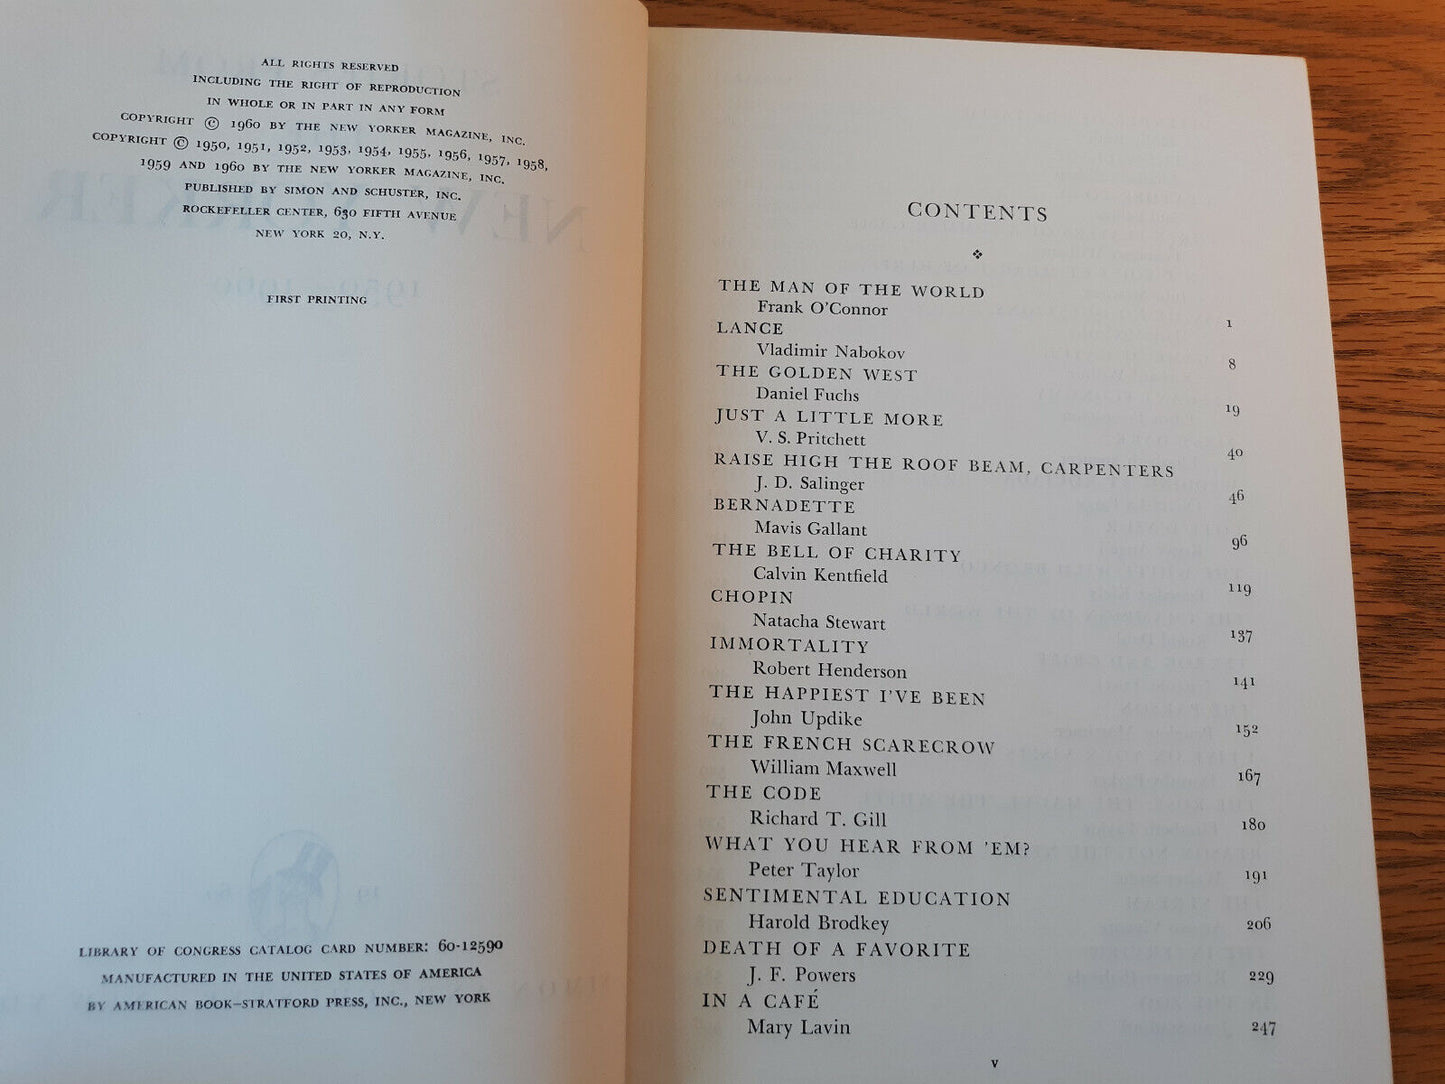 ALL RIGHTS RESERVED
INCLUDING THE RIGHT OF REPRODUCTION
IN WHOLE OR IN PART IN ANY FORM
COPYRIGHT © 1960 BY THE NEW YORKER MAGAZINE, INC.
COPYRIGHT © 1950, 1951, 1952, 1953, 1954, 1955, 1956, 1957, 1958,
1959 AND 1960 BY THE NEW YORKER MAGAZINE, INC.
PUBLISHED BY SIMON AND SCHUSTER, INC.
ROCKEFELLER CENTER, 630 FIFTH AVENUE
NEW YORK 20, N.Y.
FIRST PRINTING
LIBRARY OF CONGRESS CATALOG CARD NUMBER: 60-12590
MANUFACTURED IN THE UNITED STATES OF AMERICA
BY AMERICAN BOOK–STRATFORD PRESS, INC., NEW YORK
CONTENTS
THE MAN OF THE WORLD
Frank O'Connor 1
LANCE
Vladimir Nabokov 8
THE GOLDEN WEST
Daniel Fuchs 19
JUST A LITTLE MORE
V. S. Pritchett 40
RAISE HIGH THE ROOF BEAM, CARPENTERS
J. D. Salinger 46
BERNADETTE
Mavis Gallant 96
THE BELL OF CHARITY
Calvin Kentfield 119
CHOPIN
Natacha Stewart 137
IMMORTALITY
Robert Henderson 141
THE HAPPIEST I'VE BEEN
John Updike 152
THE FRENCH SCARECROW
William Maxwell 167
THE CODE
Richard T. Gill 180
WHAT YOU HEAR FROM 'EM?
Peter Taylor 191
SENTIMENTAL EDUCATION
Harold Brodkey 206
DEATH OF A FAVORITE
J. F. Powers 229
IN A CAFÉ
Mary Lavin 247
v